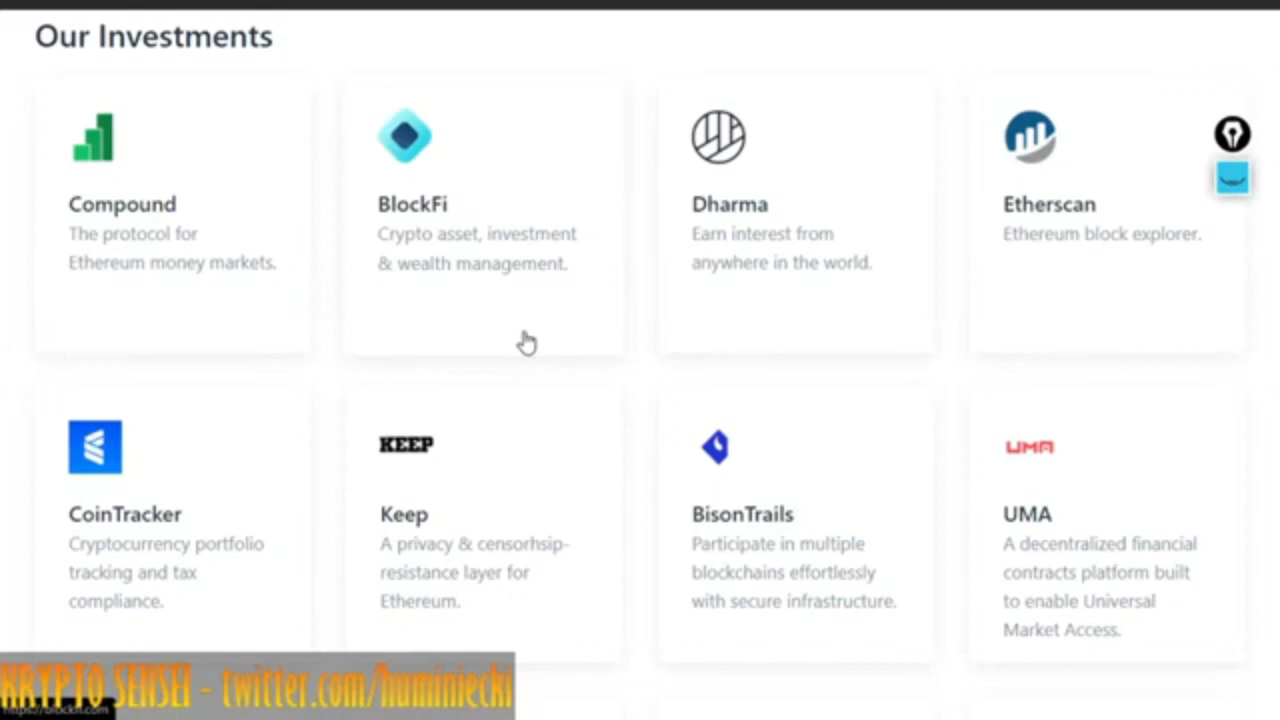 Our Investments
Compound
The protocol for
Ethereum money markets.
BlockFi
Crypto asset, investment
& wealth management.
Dharma
Earn interest from
anywhere in the world.
Etherscan
Ethereum block explorer.
CoinTracker
Cryptocurrency portfolio
tracking and tax
compliance.
KEEP
Keep
A privacy & censorhsip-
resistance layer for
Ethereum.
BisonTrails
Participate in multiple
blockchains effortlessly
with secure infrastructure.
UMA
UMA
A decentralized financial
contracts platform built
to enable Universal
Market Access.
KRYPTO SENSEI - twitter.com/huminiecki
https://blockfi.com